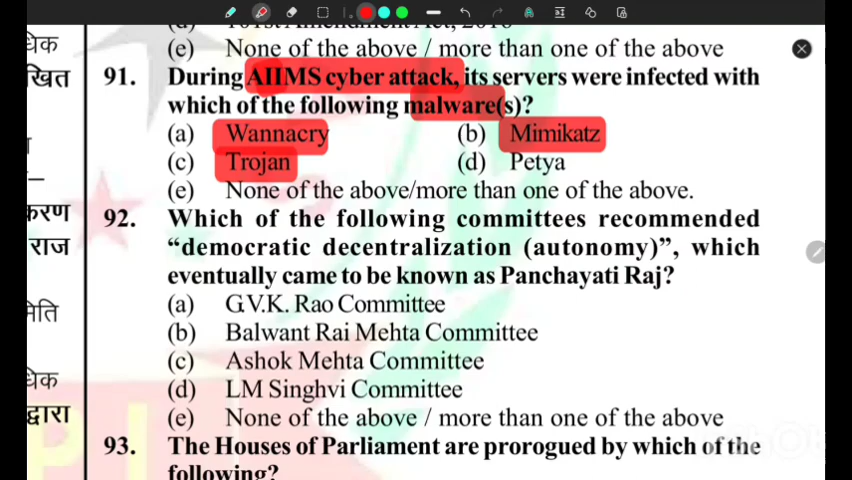 (e) None of the above / more than one of the above
धिक
खित
91. During AIIMS cyber attack, its servers were infected with
which of the following malware(s)?
(a) Wannacry (b) Mimikatz
(c) Trojan (d) Petya
(e) None of the above/more than one of the above.
करण
राज
92. Which of the following committees recommended
“democratic decentralization (autonomy)”, which
eventually came to be known as Panchayati Raj?
(a) G.V.K. Rao Committee
मिति
(b) Balwant Rai Mehta Committee
(c) Ashok Mehta Committee
धिक
(d) LM Singhvi Committee
द्वारा
(e) None of the above / more than one of the above
93. The Houses of Parliament are prorogued by which of the
following?